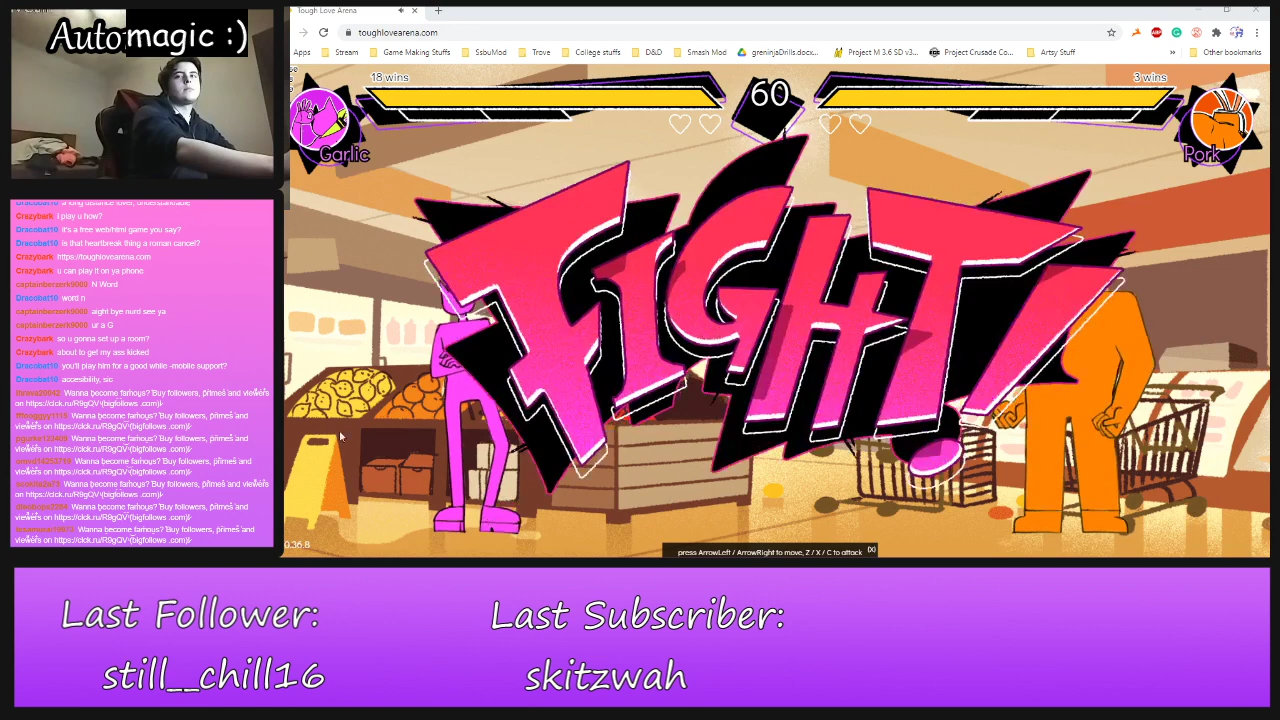 Automagic :)
Tough Love Arena
toughlovearena.com
Apps
Stream
Game Making Stuffs
SsbuMod
Trove
College stuffs
D&D
Smash Mod
greninjaDrills.docx...
Project M 3.6 SD v3...
Project Crusade Co...
Artsy Stuff
»
Other bookmarks
18 wins
60
3 wins
Garlic
Pork
FIGHT!
Dracobat10 a long distance loves, understandable
Crazybark I play u how?
Dracobat10 it's a free web/html game you say?
Dracobat10 is that heartbreak thing a roman cancel?
Crazybark https://toughlovearena.com
Crazybark u can play it on ya phone
captainberzerk9000 N Word
Dracobat10 word n
captainberzerk9000 aight bye nurd see ya
captainberzerk9000 ur a G
Crazybark so u gonna set up a room?
Crazybark about to get my ass kicked
Dracobat10 you'll play him for a good while -mobile support?
Dracobat10 accesibility, sic
Wanna become famous? Buy followers, primes and
viewers on https://clck.ru/R9gQV (bigfollows .com)!
Wanna become famous? Buy followers, primes and
viewers on https://clck.ru/R9gQV (bigfollows .com)!
Wanna become famous? Buy followers, primes and
viewers on https://clck.ru/R9gQV (bigfollows .com)!
Wanna become famous? Buy followers, primes and
viewers on https://clck.ru/R9gQV (bigfollows .com)!
Wanna become famous? Buy followers, primes and viewers
on https://clck.ru/R9gQV (bigfollows .com)!
Wanna become famous? Buy followers, primes and
viewers on https://clck.ru/R9gQV (bigfollows .com)!
Wanna become famous? Buy followers, primes and
viewers on https://clck.ru/R9gQV (bigfollows .com)!
0.36.8
press ArrowLeft / ArrowRight to move, Z / X / C to attack (X)
Last Follower:
still__chill16
Last Subscriber:
skitzwah